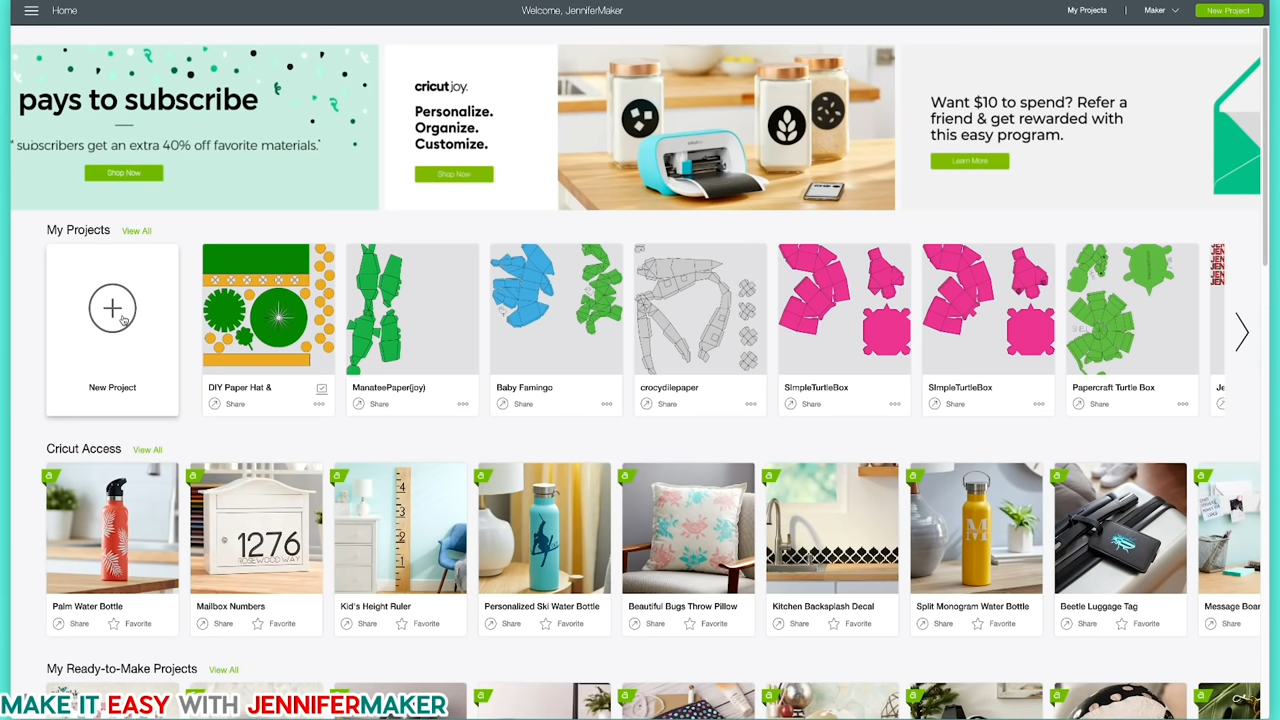 Home
Welcome, JenniferMaker
My Projects
Maker
New Project
pays to subscribe
subscribers get an extra 40% off favorite materials.*
Shop Now
cricut joy.
Personalize.
Organize.
Customize.
Shop Now
Want $10 to spend? Refer a
friend & get rewarded with
this easy program.
Learn More
My Projects View All
New Project
DIY Paper Hat &
Share
ManateePaper(joy)
Share
Baby Famingo
Share
crocydilepaper
Share
SImpleTurtleBox
Share
SImpleTurtleBox
Share
Papercraft Turtle Box
Share
Cricut Access View All
1276
ROSEWOOD WAY
M
Palm Water Bottle
Share Favorite
Mailbox Numbers
Share Favorite
Kid's Height Ruler
Share Favorite
Personalized Ski Water Bottle
Share Favorite
Beautiful Bugs Throw Pillow
Share Favorite
Kitchen Backsplash Decal
Share Favorite
Split Monogram Water Bottle
Share Favorite
Beetle Luggage Tag
Share Favorite
Message Boar
Share
My Ready-to-Make Projects View All
MAKE IT EASY WITH JENNIFERMAKER